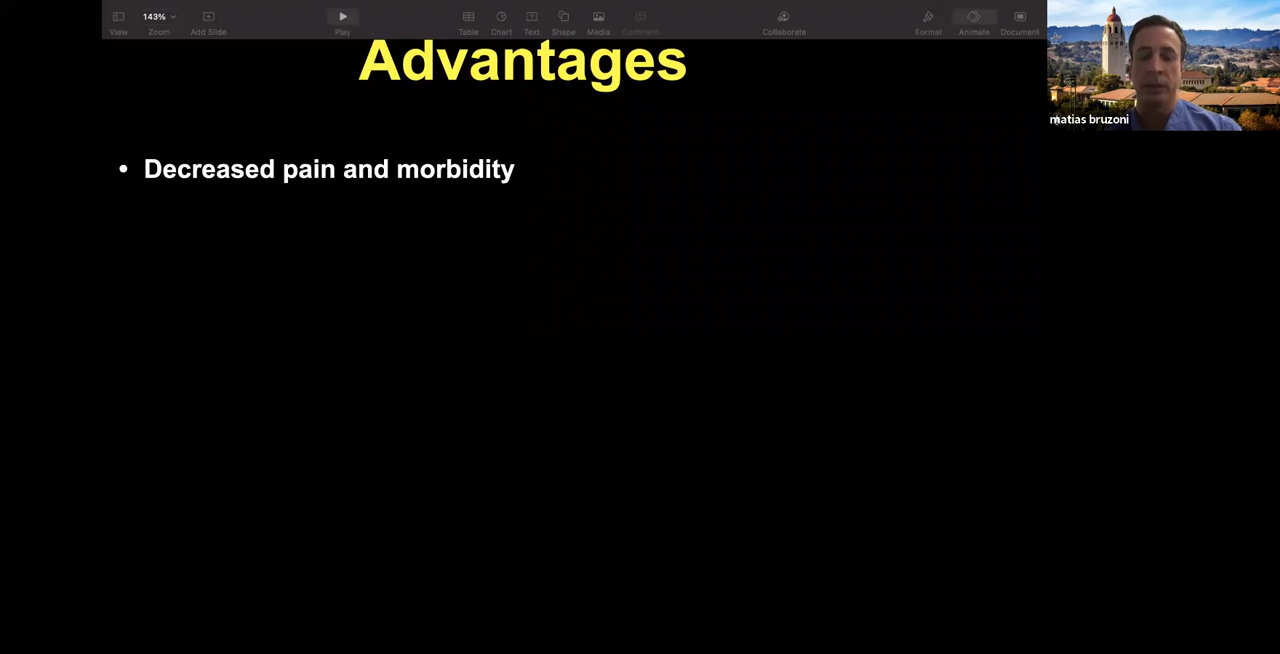 143%
View
Zoom
Add Slide
Play
Table
Chart
Text
Shape
Media
Comment
Collaborate
Format
Animate
Document
Advantages
matias bruzoni
• Decreased pain and morbidity